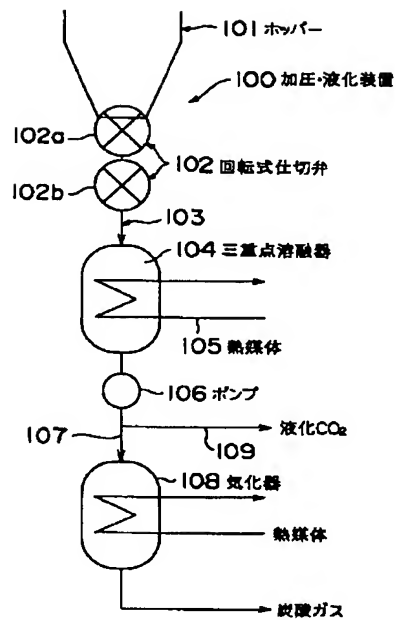 101 ホッパー
100 加圧・液化装置
102a
102 回転式仕切弁
102b
103
104 三重点溶融器
105 熱媒体
106 ポンプ
107
109
液化CO₂
108 気化器
熱媒体
炭酸ガス